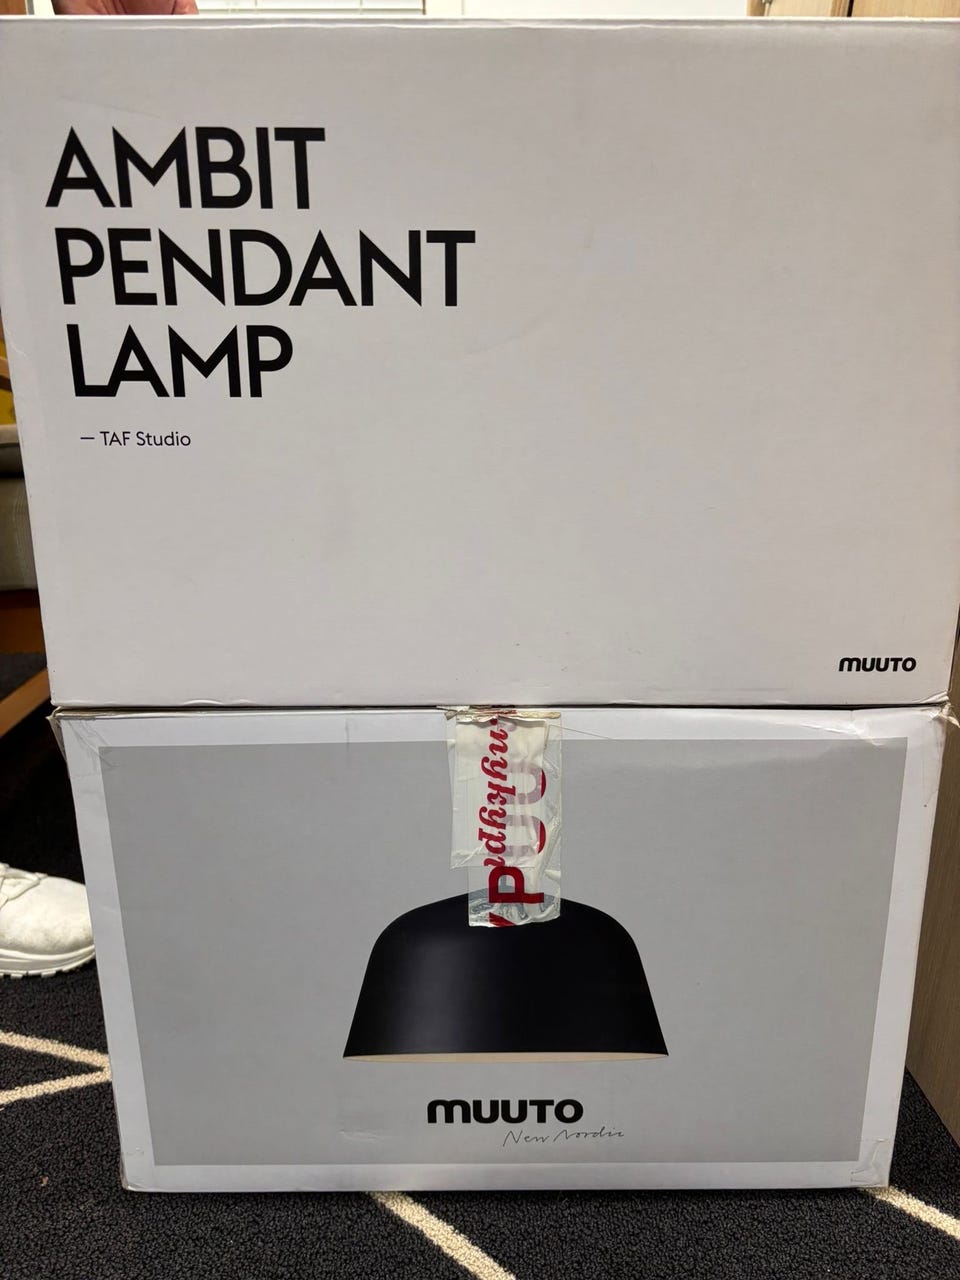 AMBIT
PENDANT
LAMP
— TAF Studio
muuto
muuto
New Nordic